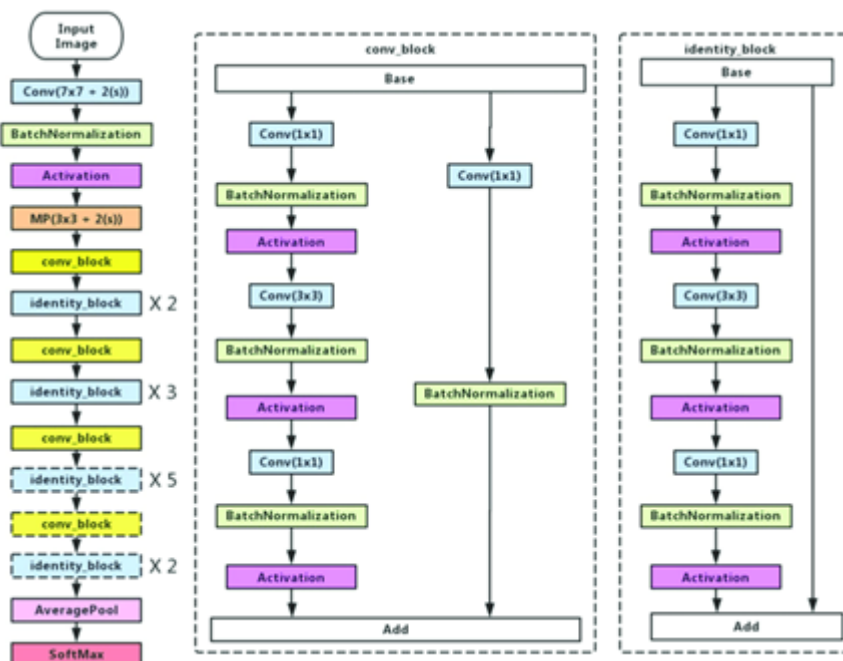 Input
Image
Conv(7x7 + 2(s))
BatchNormalization
Activation
MP(3x3 + 2(s))
conv_block
identity_block X 2
conv_block
identity_block X 3
conv_block
identity_block X 5
conv_block
identity_block X 2
AveragePool
SoftMax
conv_block
Base
Conv(1x1)
BatchNormalization
Activation
Conv(3x3)
BatchNormalization
Activation
Conv(1x1)
BatchNormalization
Activation
Conv(1x1)
BatchNormalization
Add
identity_block
Base
Conv(1x1)
BatchNormalization
Activation
Conv(3x3)
BatchNormalization
Activation
Conv(1x1)
BatchNormalization
Activation
Add